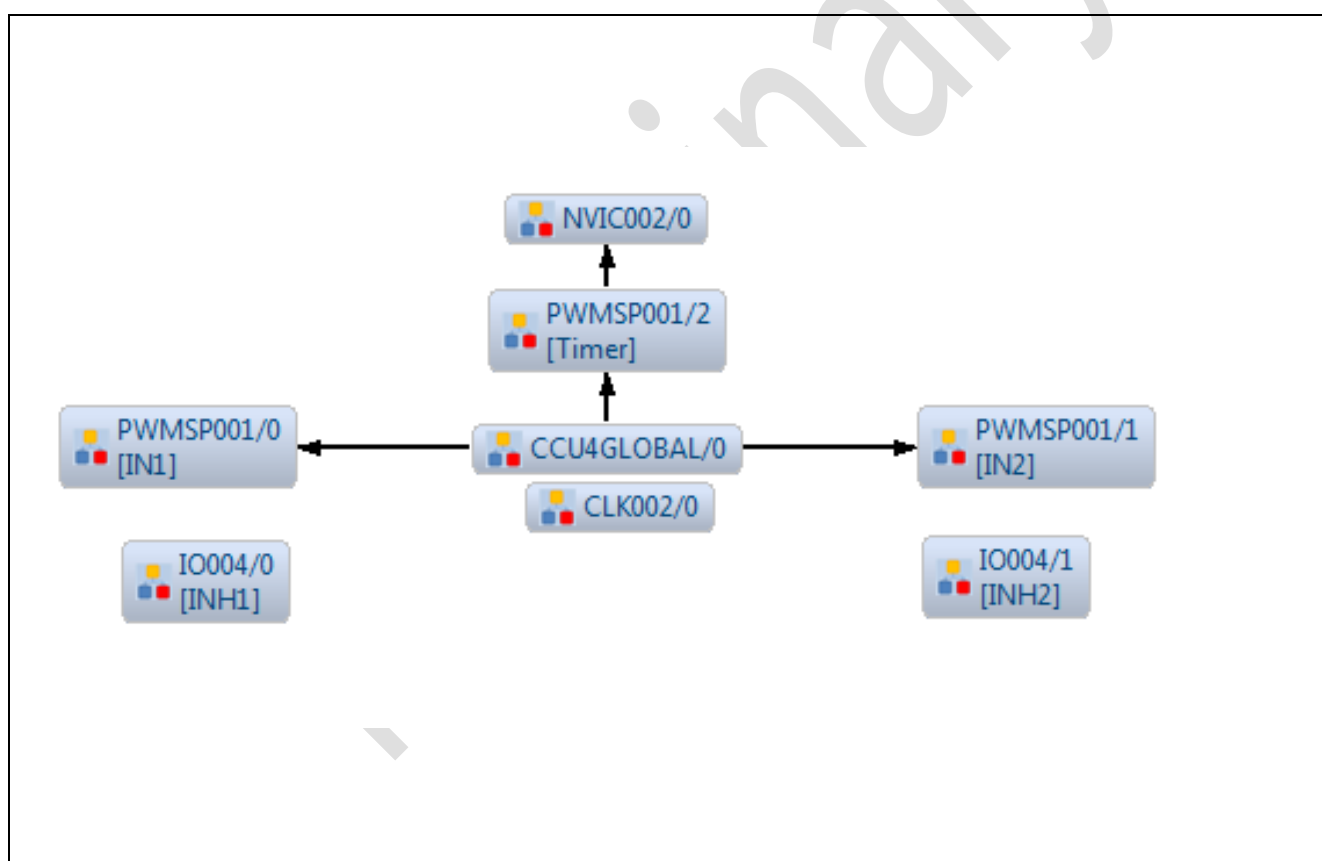 NVIC002/0
PWMSP001/2
[Timer]
PWMSP001/0
[IN1]
CCU4GLOBAL/0
PWMSP001/1
[IN2]
CLK002/0
IO004/0
[INH1]
IO004/1
[INH2]